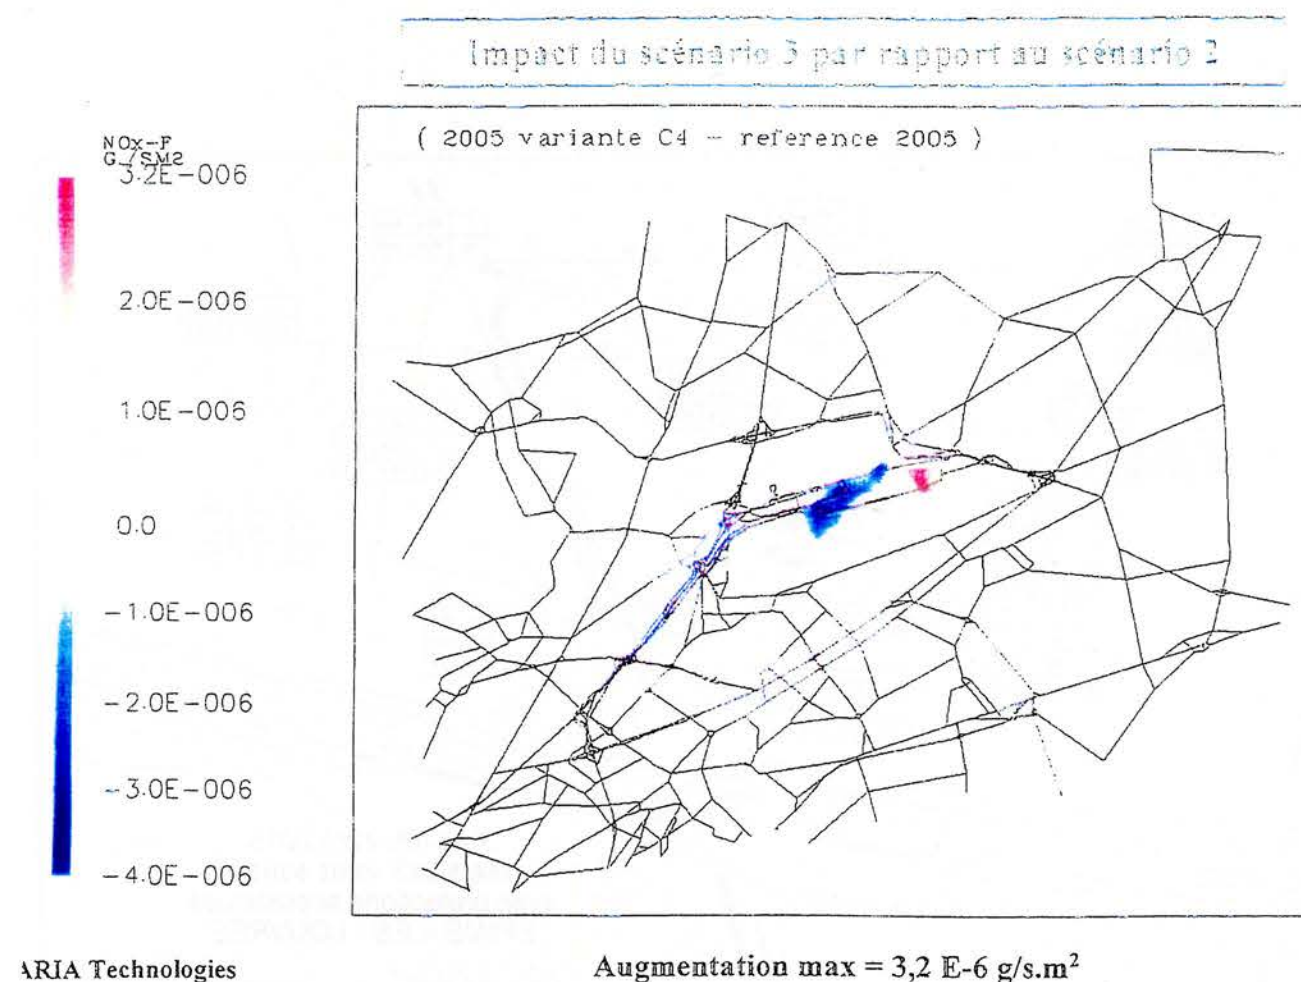 Impact du scénario 3 par rapport au scénario 2
( 2005 variante C4 - reference 2005 )
NOx-F
G /SM2
3.2E-006
2.0E-006
1.0E-006
0.0
-1.0E-006
-2.0E-006
-3.0E-006
-4.0E-006
ARIA Technologies
Augmentation max = 3,2 E-6 g/s.m²